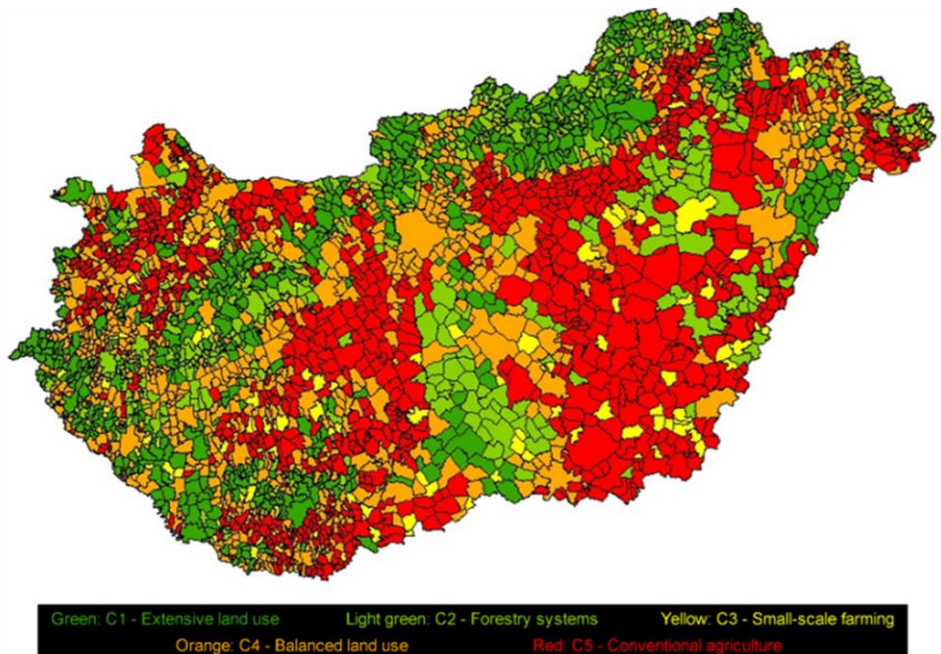 Green: C1 - Extensive land use Light green: C2 - Forestry systems Yellow: C3 - Small-scale farming
Orange: C4 - Balanced land use Red: C5 - Conventional agriculture